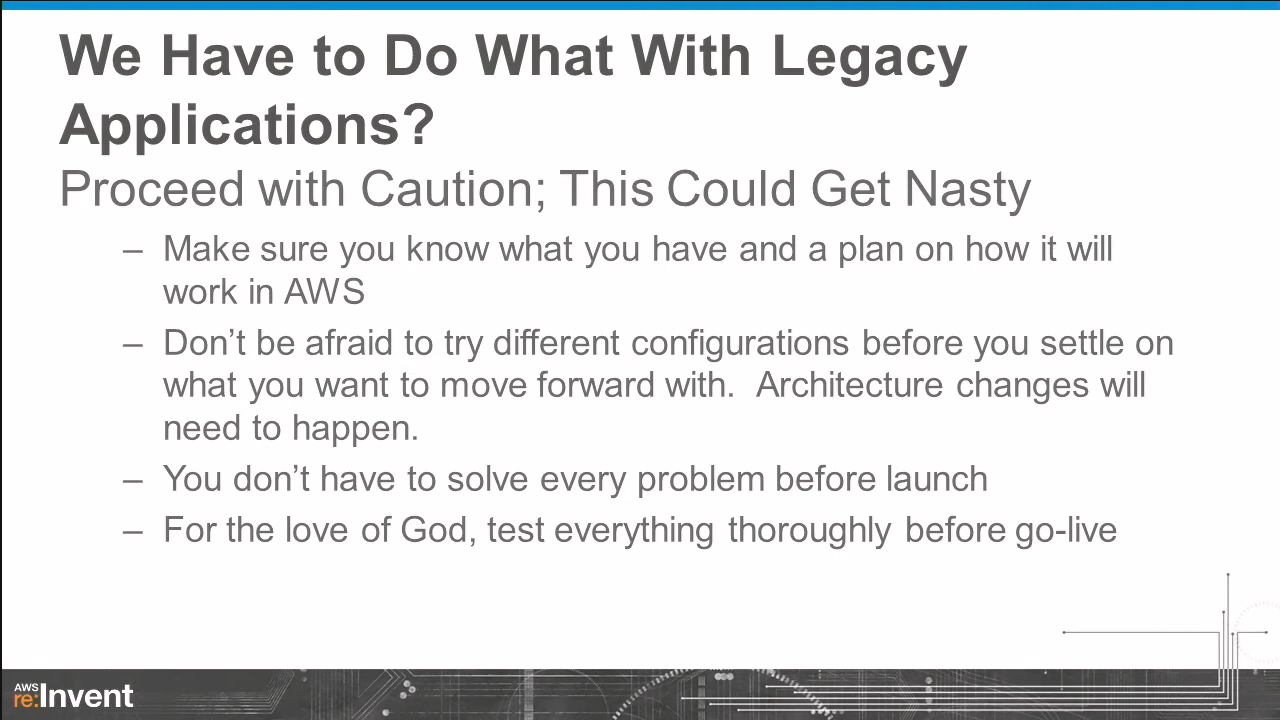 We Have to Do What With Legacy
Applications?
Proceed with Caution; This Could Get Nasty
– Make sure you know what you have and a plan on how it will
work in AWS
– Don’t be afraid to try different configurations before you settle on
what you want to move forward with.  Architecture changes will
need to happen.
– You don’t have to solve every problem before launch
– For the love of God, test everything thoroughly before go-live
AWS
re:Invent